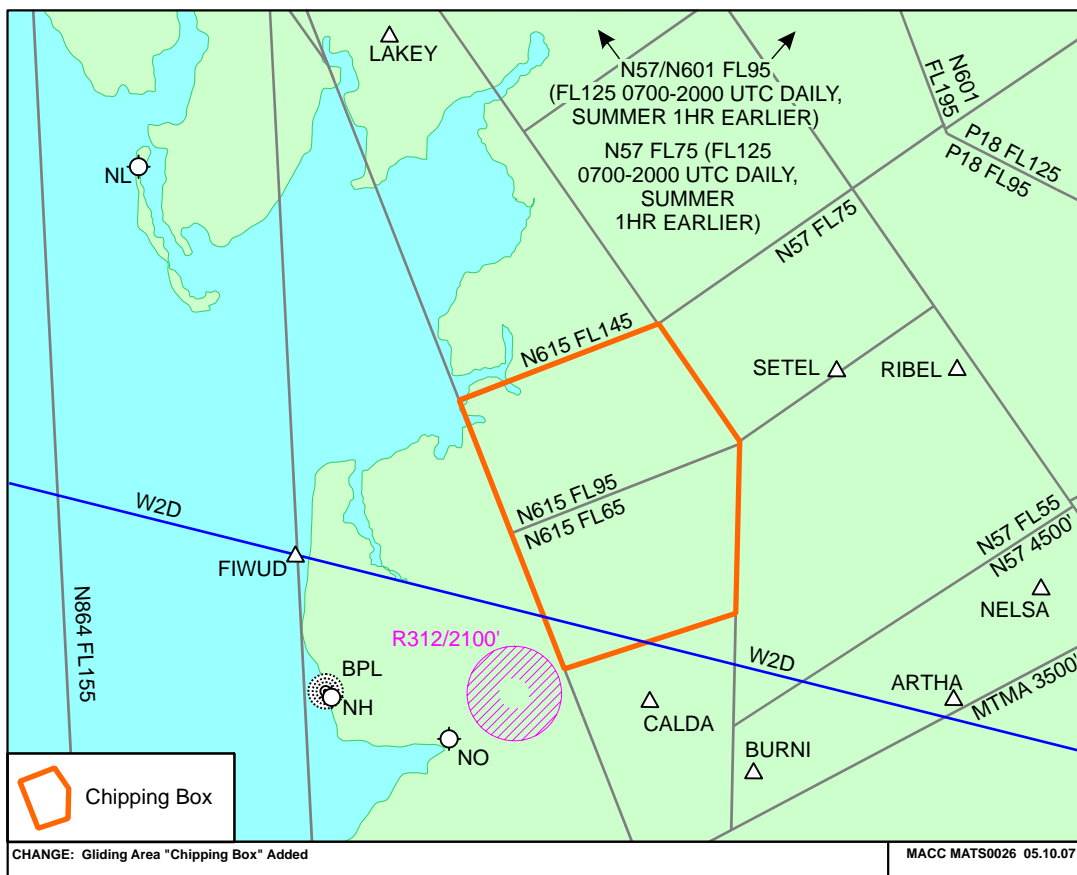 LAKEY
N57/N601 FL95
(FL125 0700-2000 UTC DAILY,
SUMMER 1HR EARLIER)
N601
FL195
P18 FL125
P18 FL95
NL
N57 FL75 (FL125
0700-2000 UTC DAILY,
SUMMER
1HR EARLIER)
N57 FL75
N615 FL145
SETEL
RIBEL
W2D
N615 FL95
N615 FL65
N57 FL55
N57 4500'
FIWUD
NELSA
N864 FL155
R312/2100'
W2D
BPL
NH
ARTHA
MTMA 3500'
CALDA
NO
BURNI
Chipping Box
CHANGE: Gliding Area "Chipping Box" Added
MACC MATS0026 05.10.07